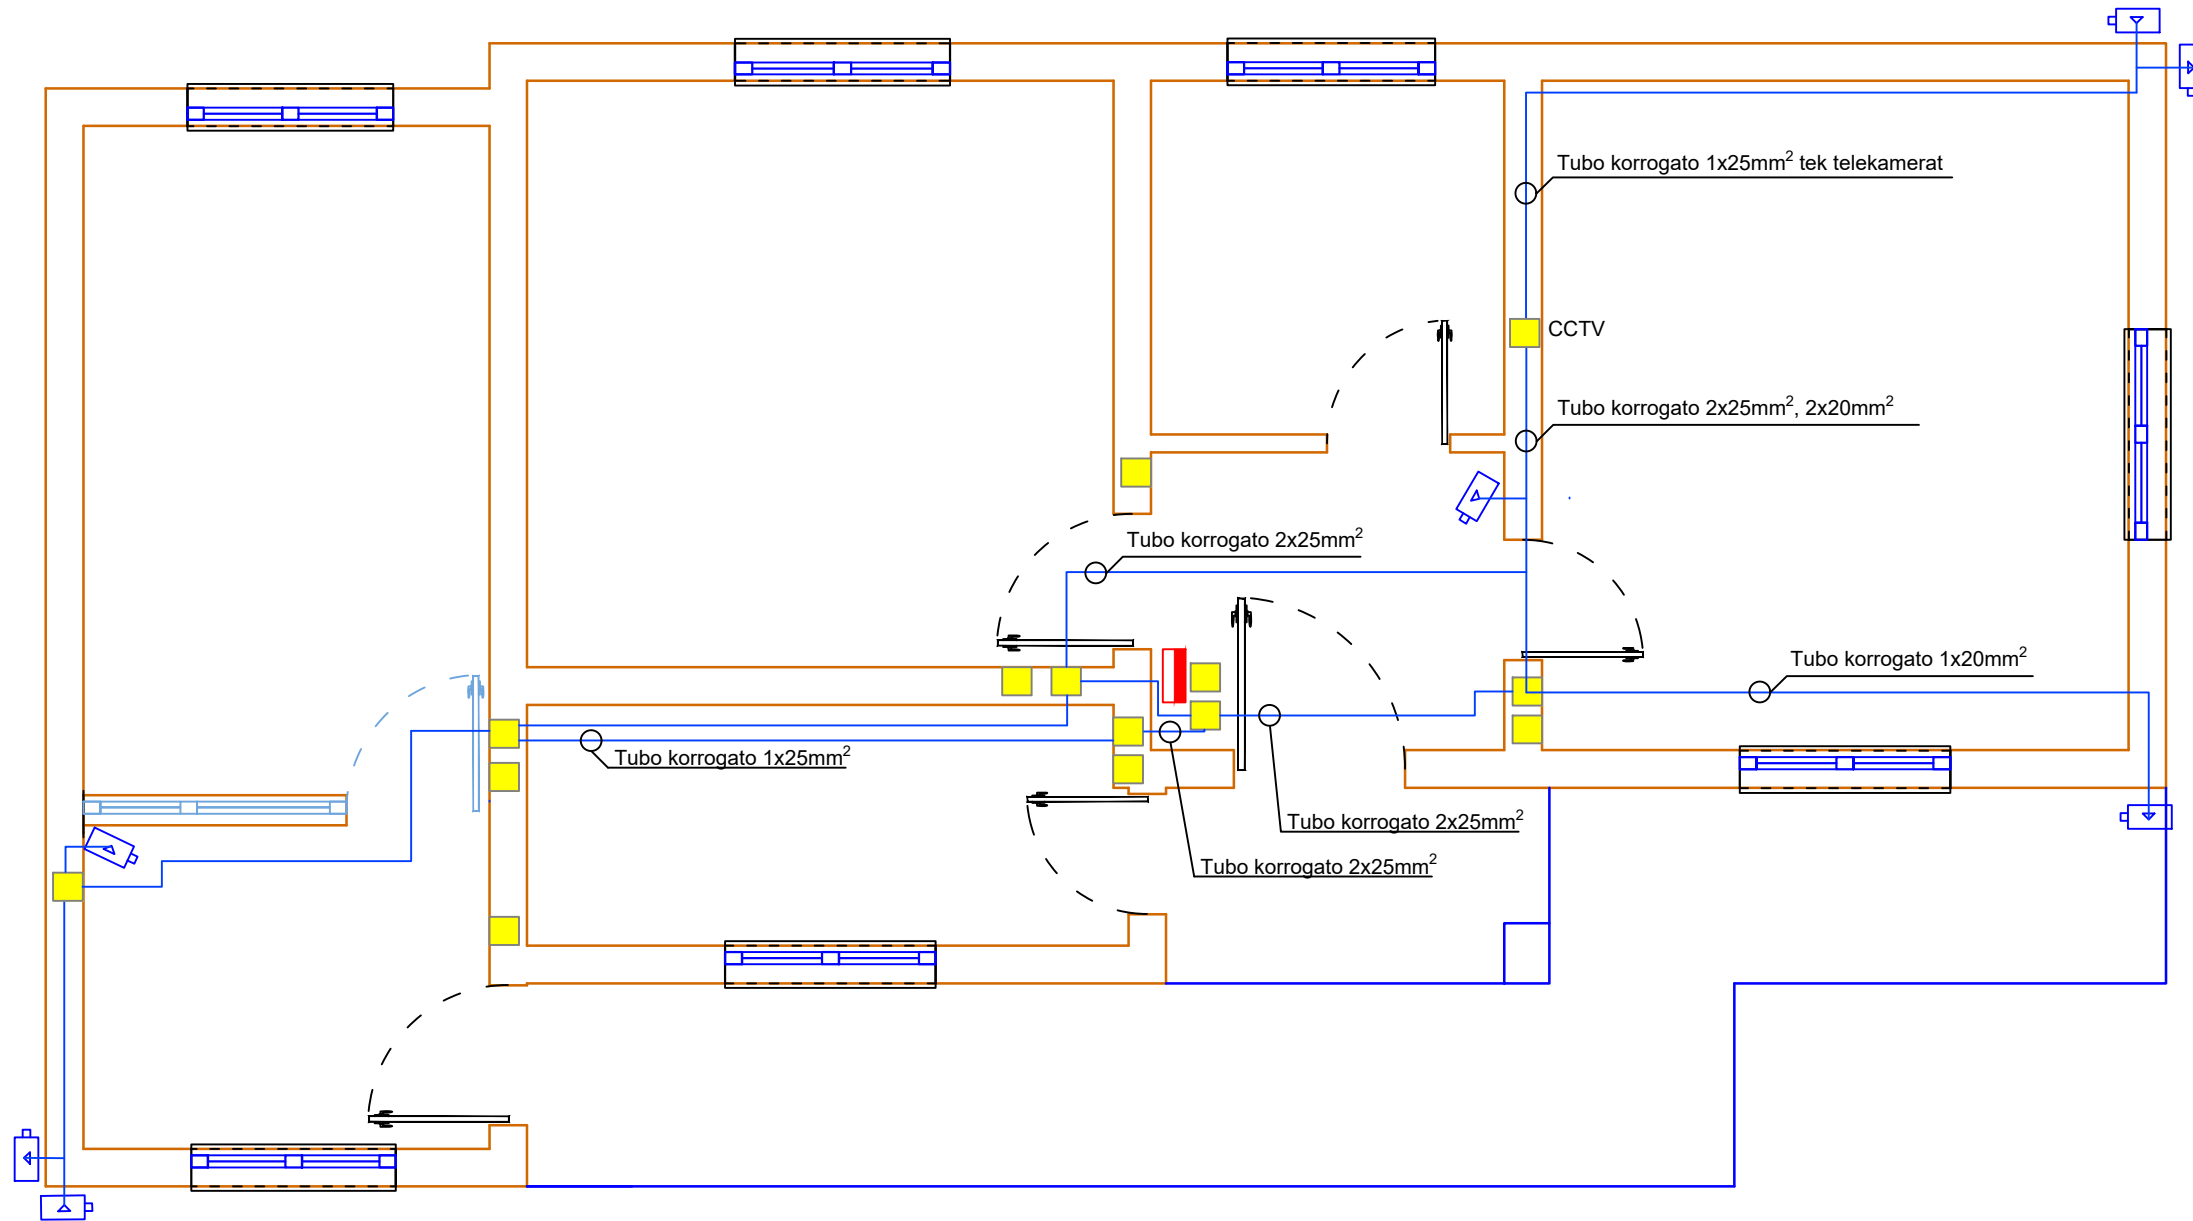 Tubo korrogato 1x25mm² tek telekamerat
CCTV
Tubo korrogato 2x25mm², 2x20mm²
Tubo korrogato 2x25mm²
Tubo korrogato 1x20mm²
Tubo korrogato 1x25mm²
Tubo korrogato 2x25mm²
Tubo korrogato 2x25mm²